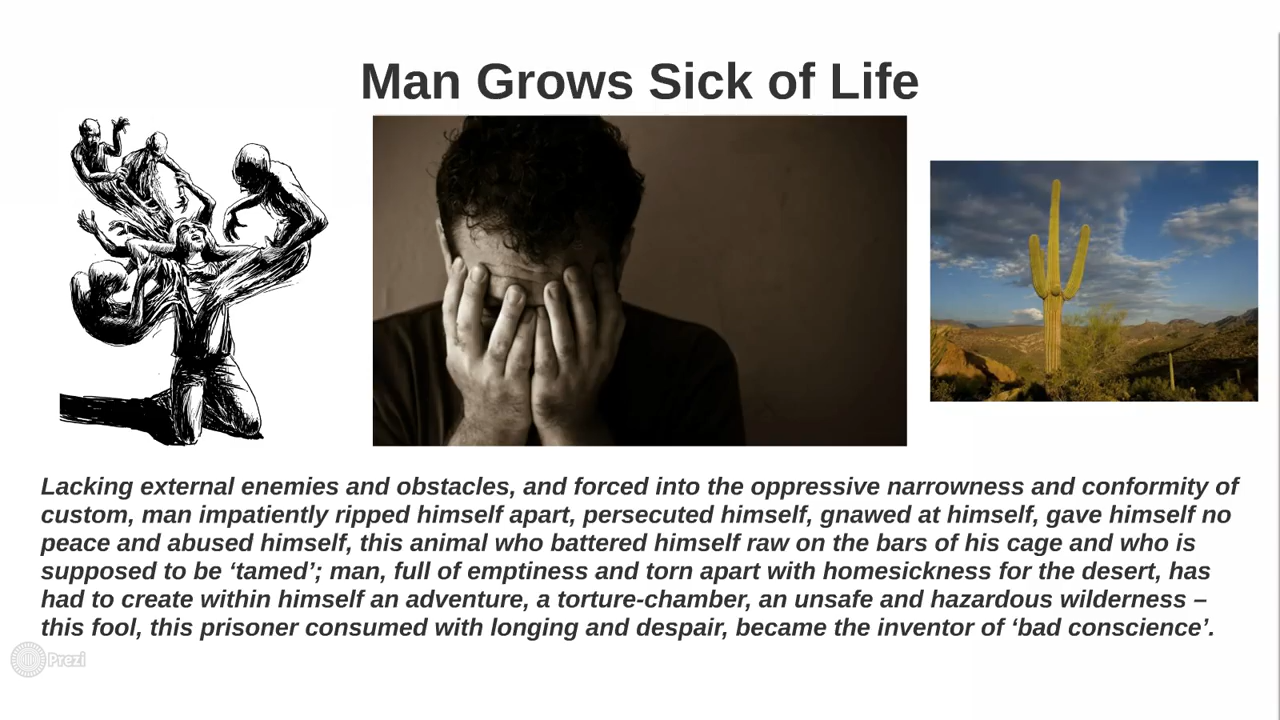 Man Grows Sick of Life
Lacking external enemies and obstacles, and forced into the oppressive narrowness and conformity of
custom, man impatiently ripped himself apart, persecuted himself, gnawed at himself, gave himself no
peace and abused himself, this animal who battered himself raw on the bars of his cage and who is
supposed to be ‘tamed’; man, full of emptiness and torn apart with homesickness for the desert, has
had to create within himself an adventure, a torture-chamber, an unsafe and hazardous wilderness –
this fool, this prisoner consumed with longing and despair, became the inventor of ‘bad conscience’.
Prezi